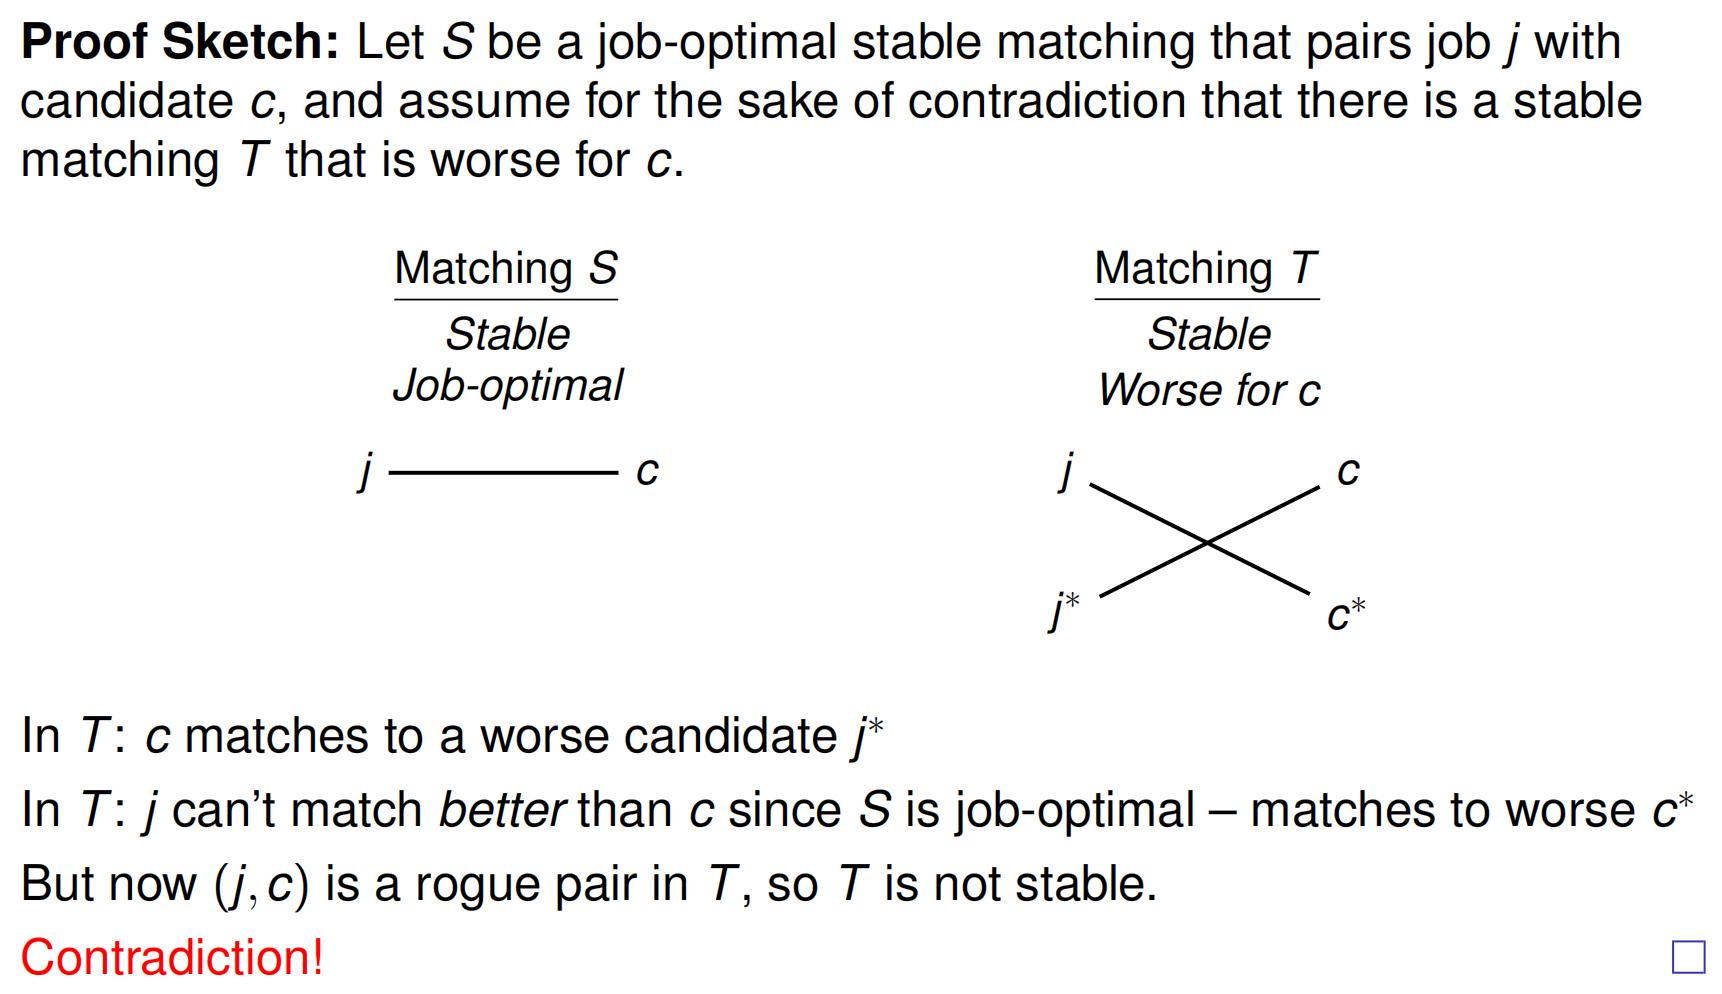 Proof Sketch: Let S be a job-optimal stable matching that pairs job j with
candidate c, and assume for the sake of contradiction that there is a stable
matching T that is worse for c.
Matching S
Stable
Job-optimal
j c
Matching T
Stable
Worse for c
j c
j* c*
In T: c matches to a worse candidate j*
In T: j can't match better than c since S is job-optimal – matches to worse c*
But now (j, c) is a rogue pair in T, so T is not stable.
Contradiction!